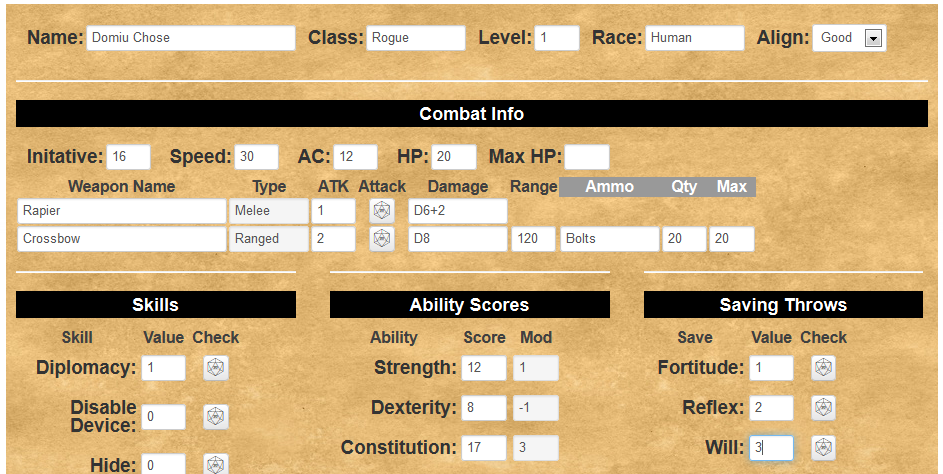 Name: Domiu Chose Class: Rogue Level: 1 Race: Human Align: Good
Combat Info
Initative: 16 Speed: 30 AC: 12 HP: 20 Max HP:
Weapon Name Type ATK Attack Damage Range Ammo Qty Max
Rapier Melee 1 D6+2
Crossbow Ranged 2 D8 120 Bolts 20 20
Skills Ability Scores Saving Throws
Skill Value Check Ability Score Mod Save Value Check
Diplomacy: 1 Strength: 12 1 Fortitude: 1
Disable
Device: 0 Dexterity: 8 -1 Reflex: 2
Constitution: 17 3 Will: 3
Hide: 0